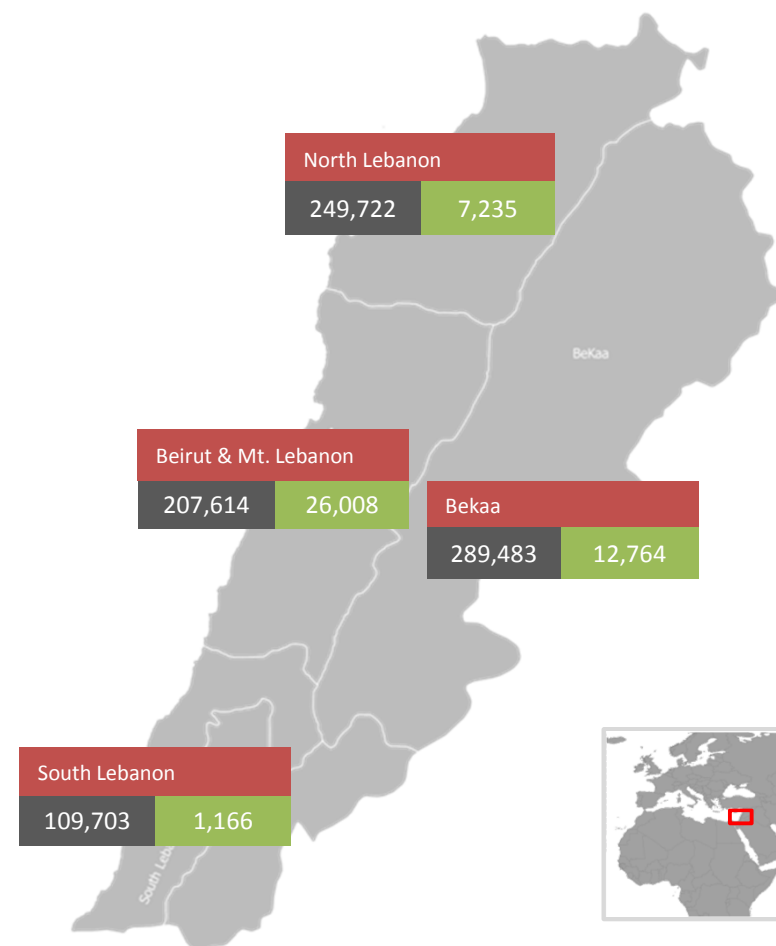 North Lebanon
249,722 7,235
BeKaa
Beirut & Mt. Lebanon
207,614 26,008
Bekaa
289,483 12,764
South Lebanon
109,703 1,166
South